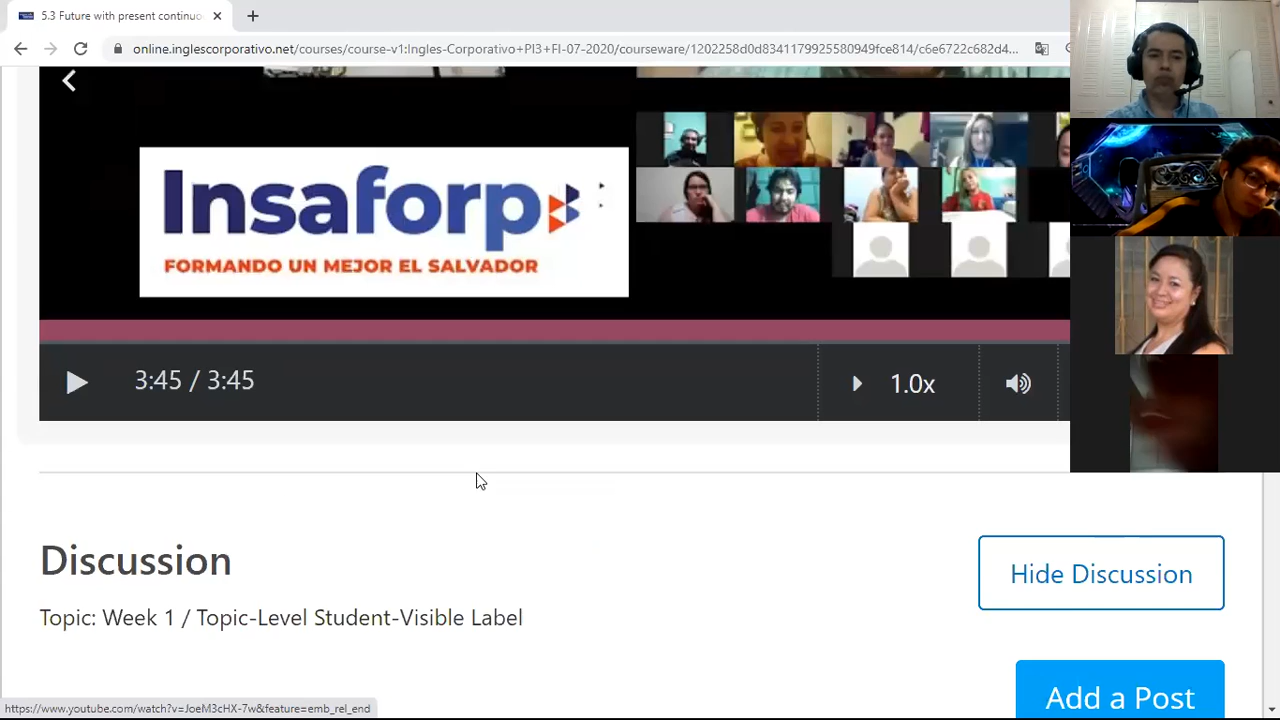 5.3 Future with present continuo
online.inglescorporativo.net/courses/course-v1:Ingles-Corporativo+PI3+FI-07-2020/courseware/1202258d0d8341179925580949fce814/c6e6722c682d4...
Insaforp
FORMANDO UN MEJOR EL SALVADOR
3:45 / 3:45
1.0x
Discussion
Hide Discussion
Topic: Week 1 / Topic-Level Student-Visible Label
Add a Post
https://www.youtube.com/watch?v=JoeM3cHX-7w&feature=emb_rel_end